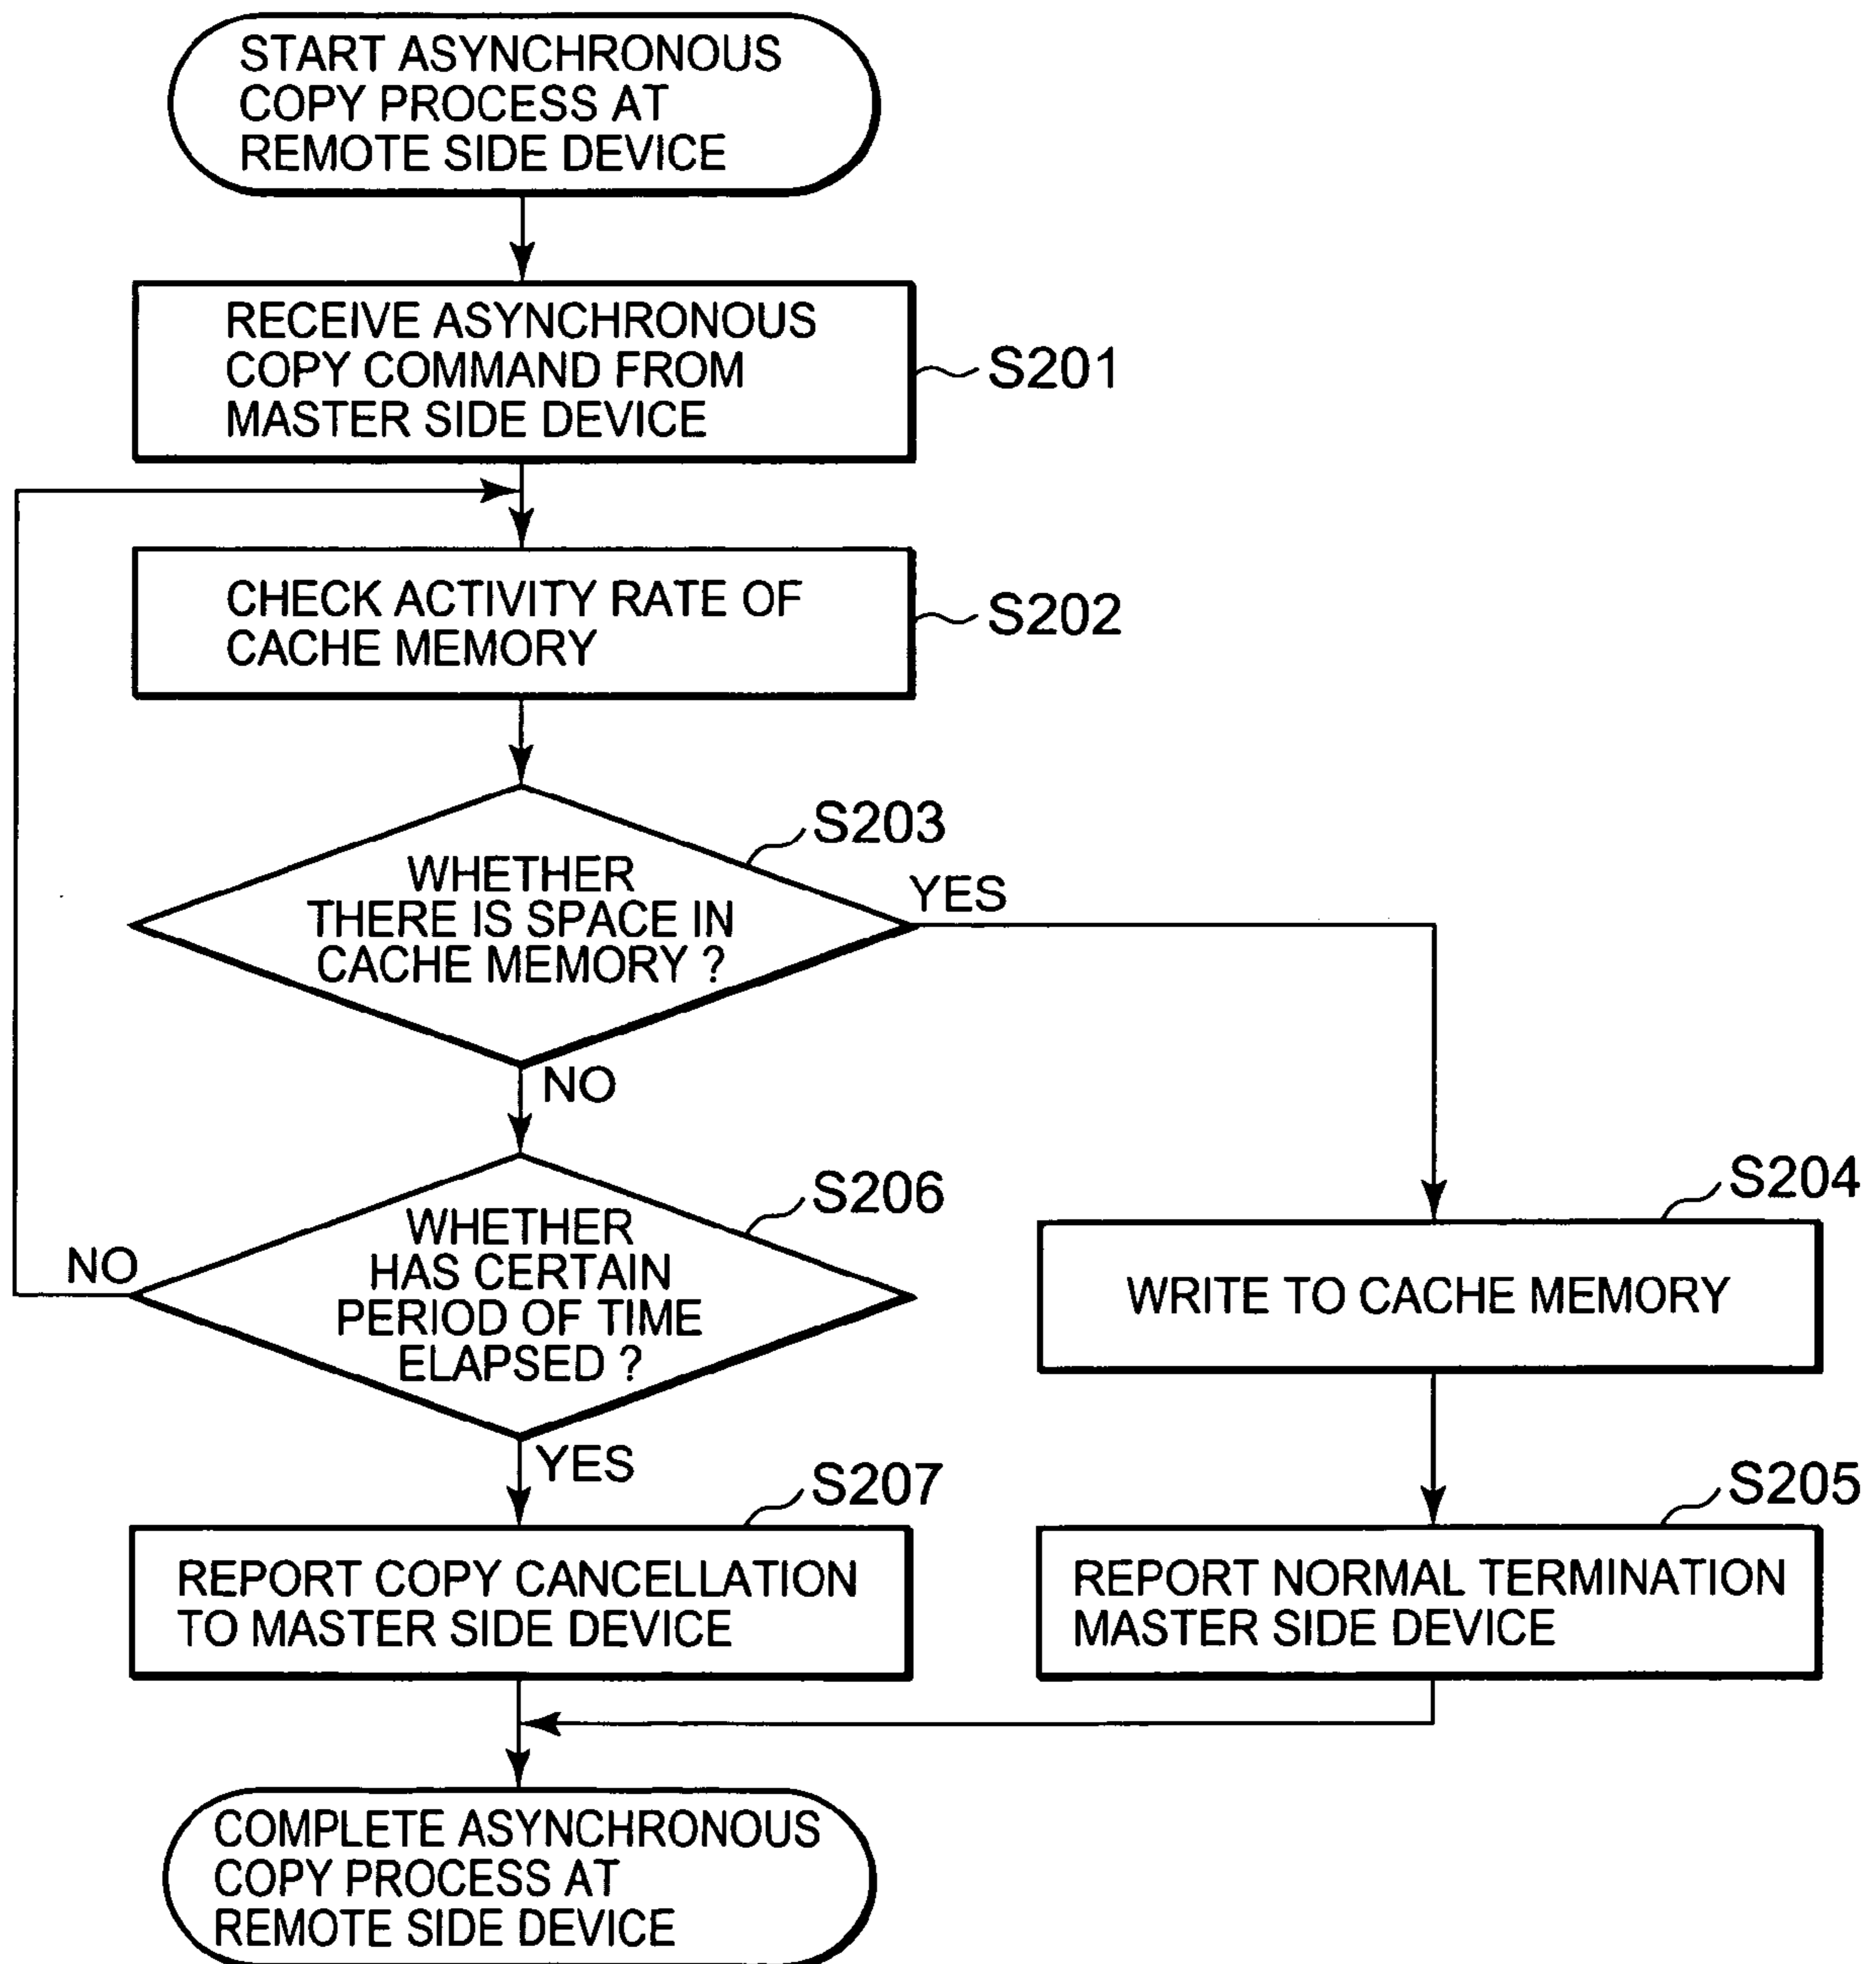 START ASYNCHRONOUS
COPY PROCESS AT
REMOTE SIDE DEVICE
RECEIVE ASYNCHRONOUS
COPY COMMAND FROM
MASTER SIDE DEVICE
S201
CHECK ACTIVITY RATE OF
CACHE MEMORY
S202
S203
WHETHER
THERE IS SPACE IN
CACHE MEMORY ?
YES
NO
S206
WHETHER
HAS CERTAIN
PERIOD OF TIME
ELAPSED ?
NO
YES
S204
WRITE TO CACHE MEMORY
S207
REPORT COPY CANCELLATION
TO MASTER SIDE DEVICE
S205
REPORT NORMAL TERMINATION
MASTER SIDE DEVICE
COMPLETE ASYNCHRONOUS
COPY PROCESS AT
REMOTE SIDE DEVICE